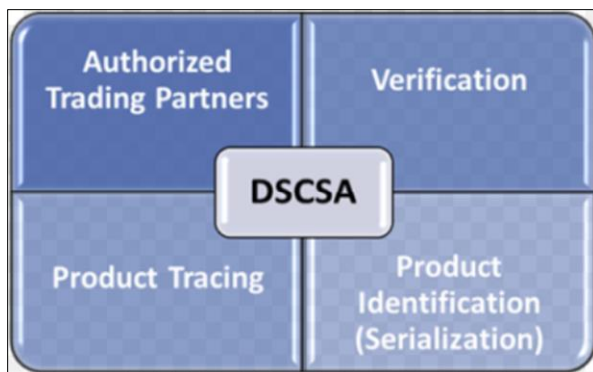 Authorized
Trading Partners
Verification
DSCSA
Product Tracing
Product
Identification
(Serialization)